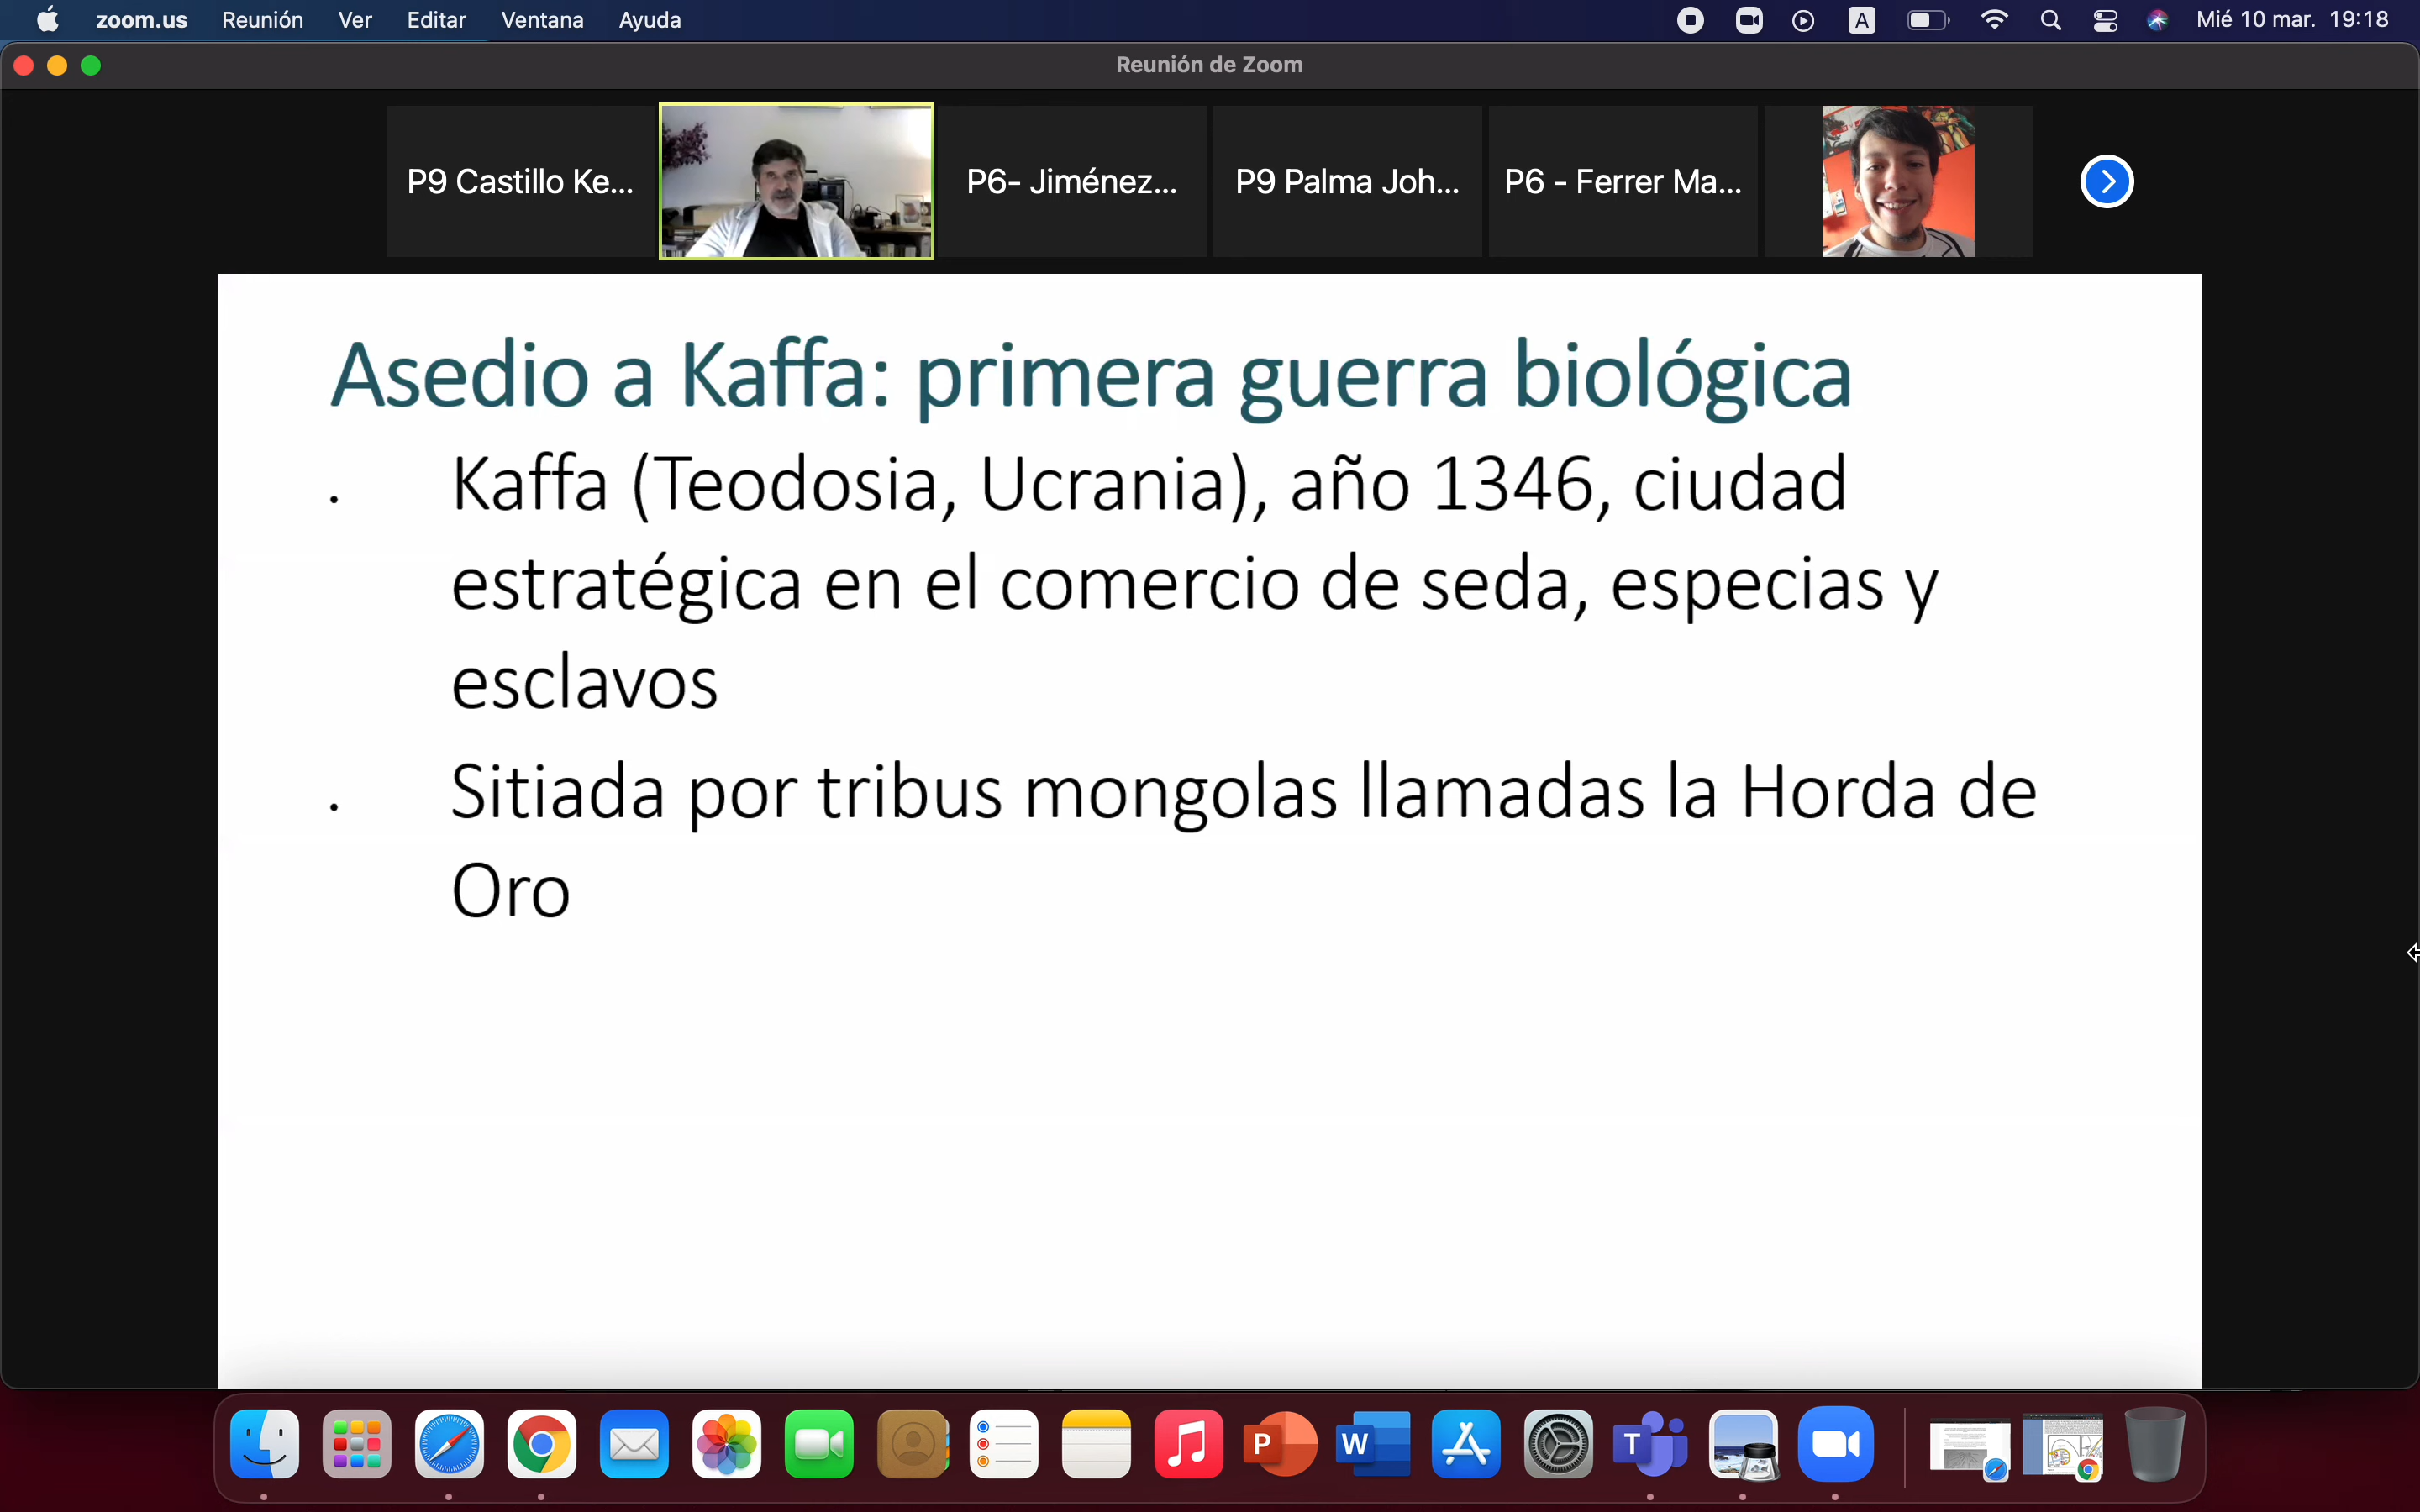 zoom.us Reunión Ver Editar Ventana Ayuda A Mié 10 mar. 19:18
Reunión de Zoom
P9 Castillo Ke... P6- Jiménez... P9 Palma Joh... P6 - Ferrer Ma...
Asedio a Kaffa: primera guerra biológica
. Kaffa (Teodosia, Ucrania), año 1346, ciudad
estratégica en el comercio de seda, especias y
esclavos
. Sitiada por tribus mongolas llamadas la Horda de
Oro
P W T